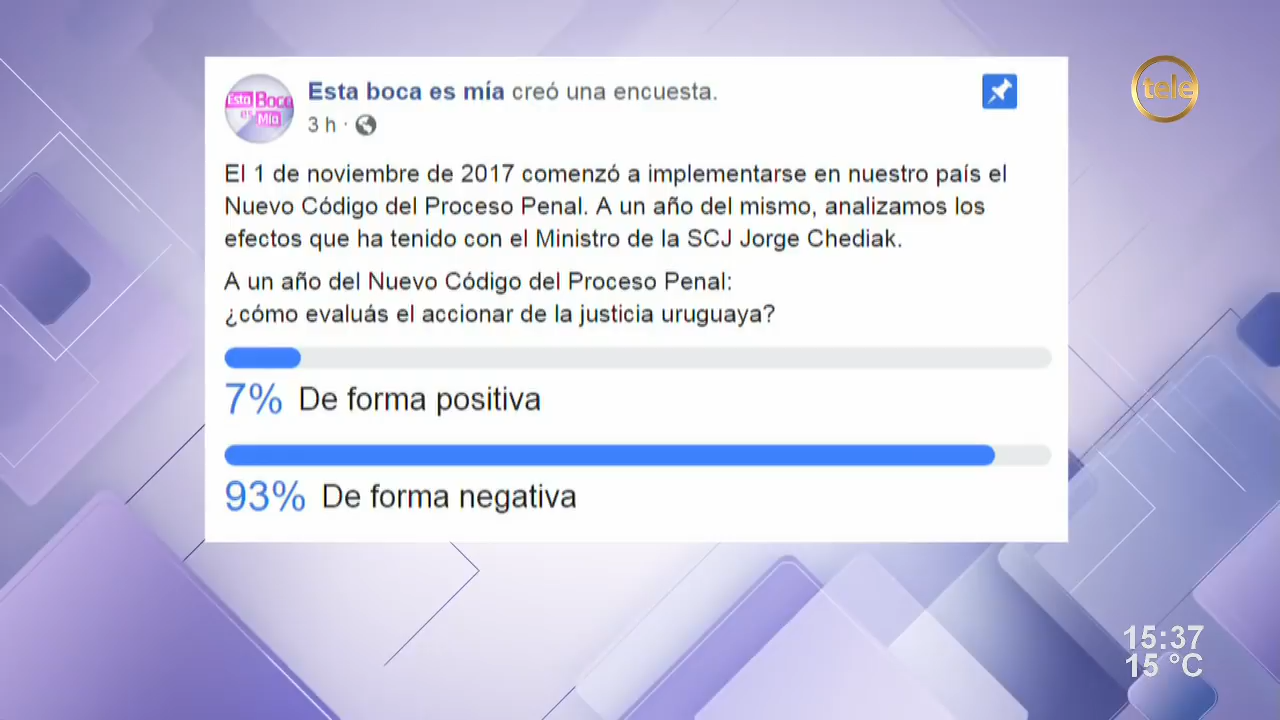 Esta Boca es Mía
Esta boca es mía creó una encuesta.
3 h ·
tele
El 1 de noviembre de 2017 comenzó a implementarse en nuestro país el
Nuevo Código del Proceso Penal. A un año del mismo, analizamos los
efectos que ha tenido con el Ministro de la SCJ Jorge Chediak.
A un año del Nuevo Código del Proceso Penal:
¿cómo evaluás el accionar de la justicia uruguaya?
7% De forma positiva
93% De forma negativa
15:37
15 °C